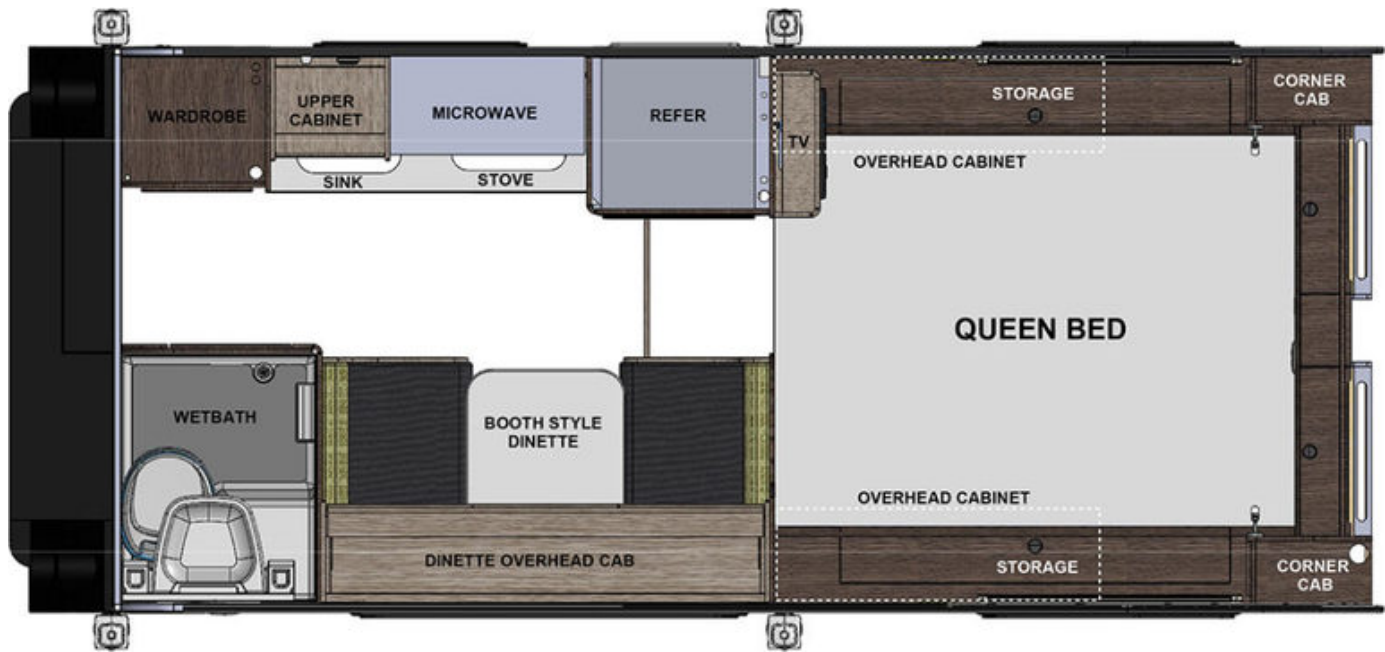 WARDROBE
UPPER
CABINET
MICROWAVE
REFER
TV
STORAGE
CORNER
CAB
SINK
STOVE
OVERHEAD CABINET
QUEEN BED
WETBATH
BOOTH STYLE
DINETTE
OVERHEAD CABINET
DINETTE OVERHEAD CAB
STORAGE
CORNER
CAB